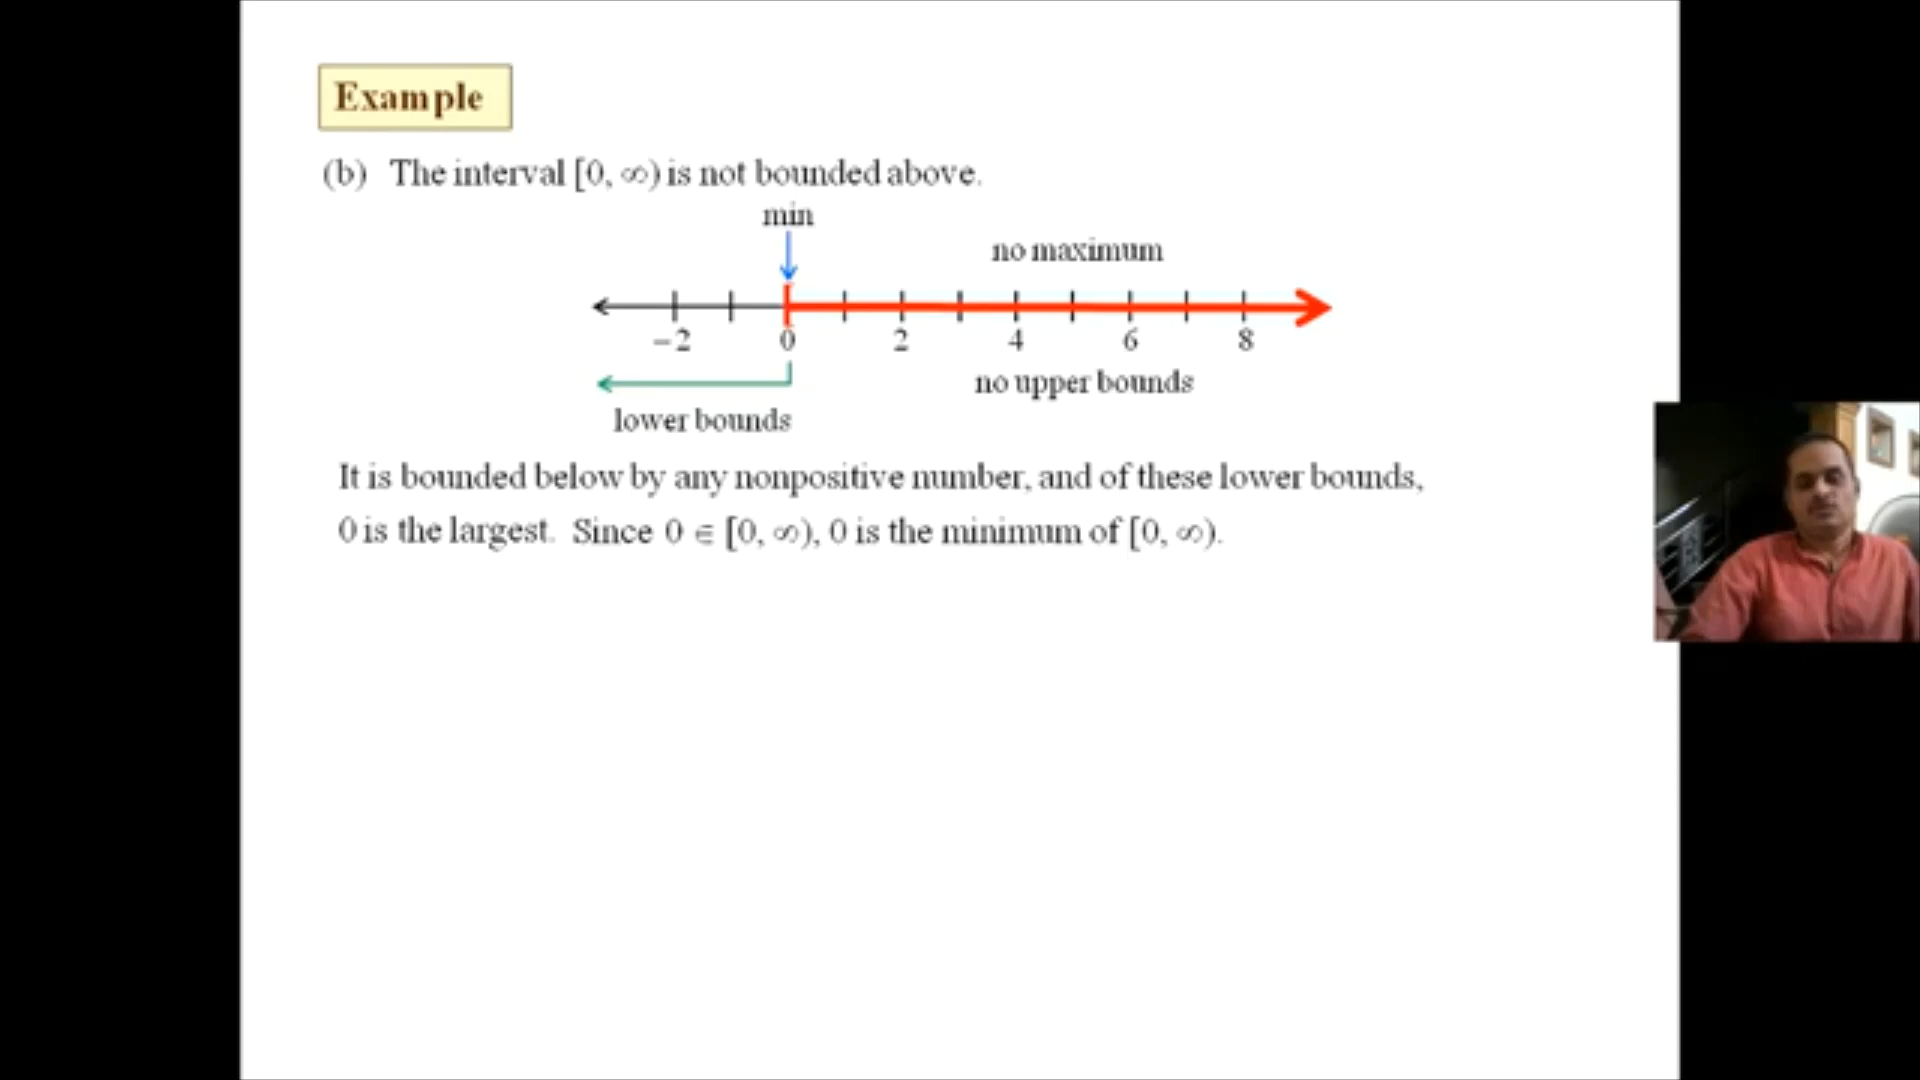 Example
(b) The interval [0, ∞) is not bounded above.
min
no maximum
−2 0 2 4 6 8
no upper bounds
lower bounds
It is bounded below by any nonpositive number, and of these lower bounds,
0 is the largest. Since 0 ∈ [0, ∞), 0 is the minimum of [0, ∞).